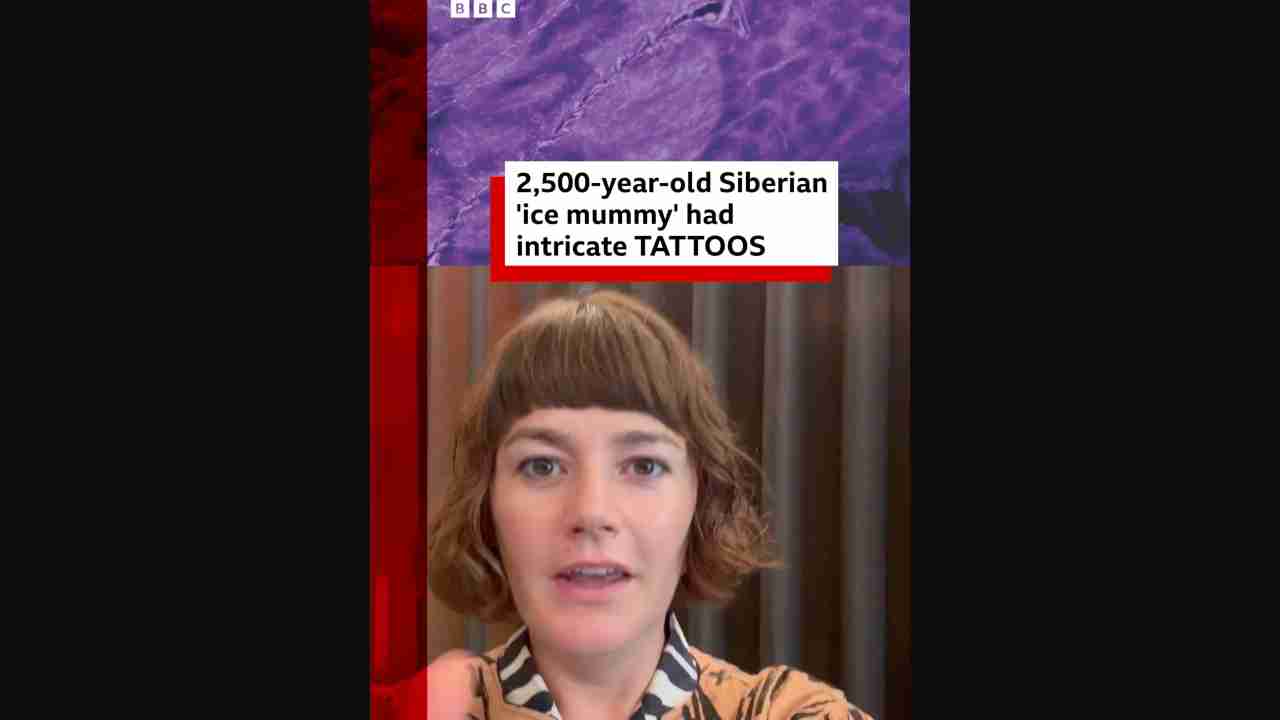 BBC
2,500-year-old Siberian
'ice mummy' had
intricate TATTOOS